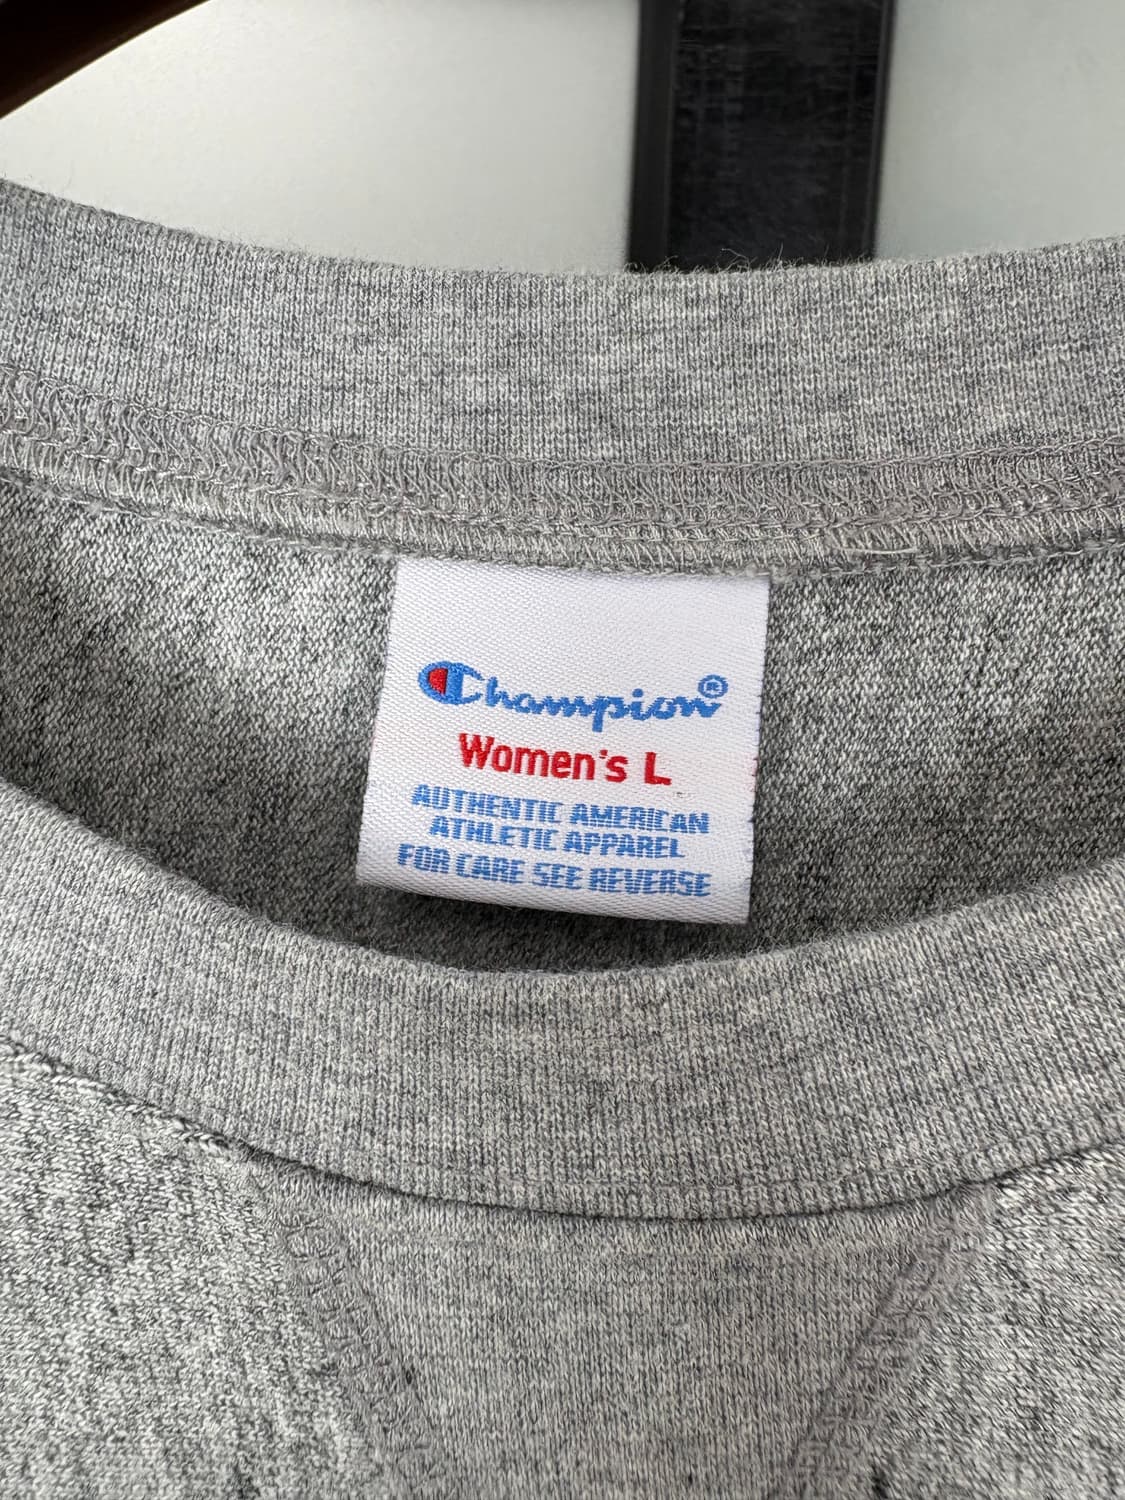 Champion®
Women's L
AUTHENTIC AMERICAN
ATHLETIC APPAREL
FOR CARE SEE REVERSE